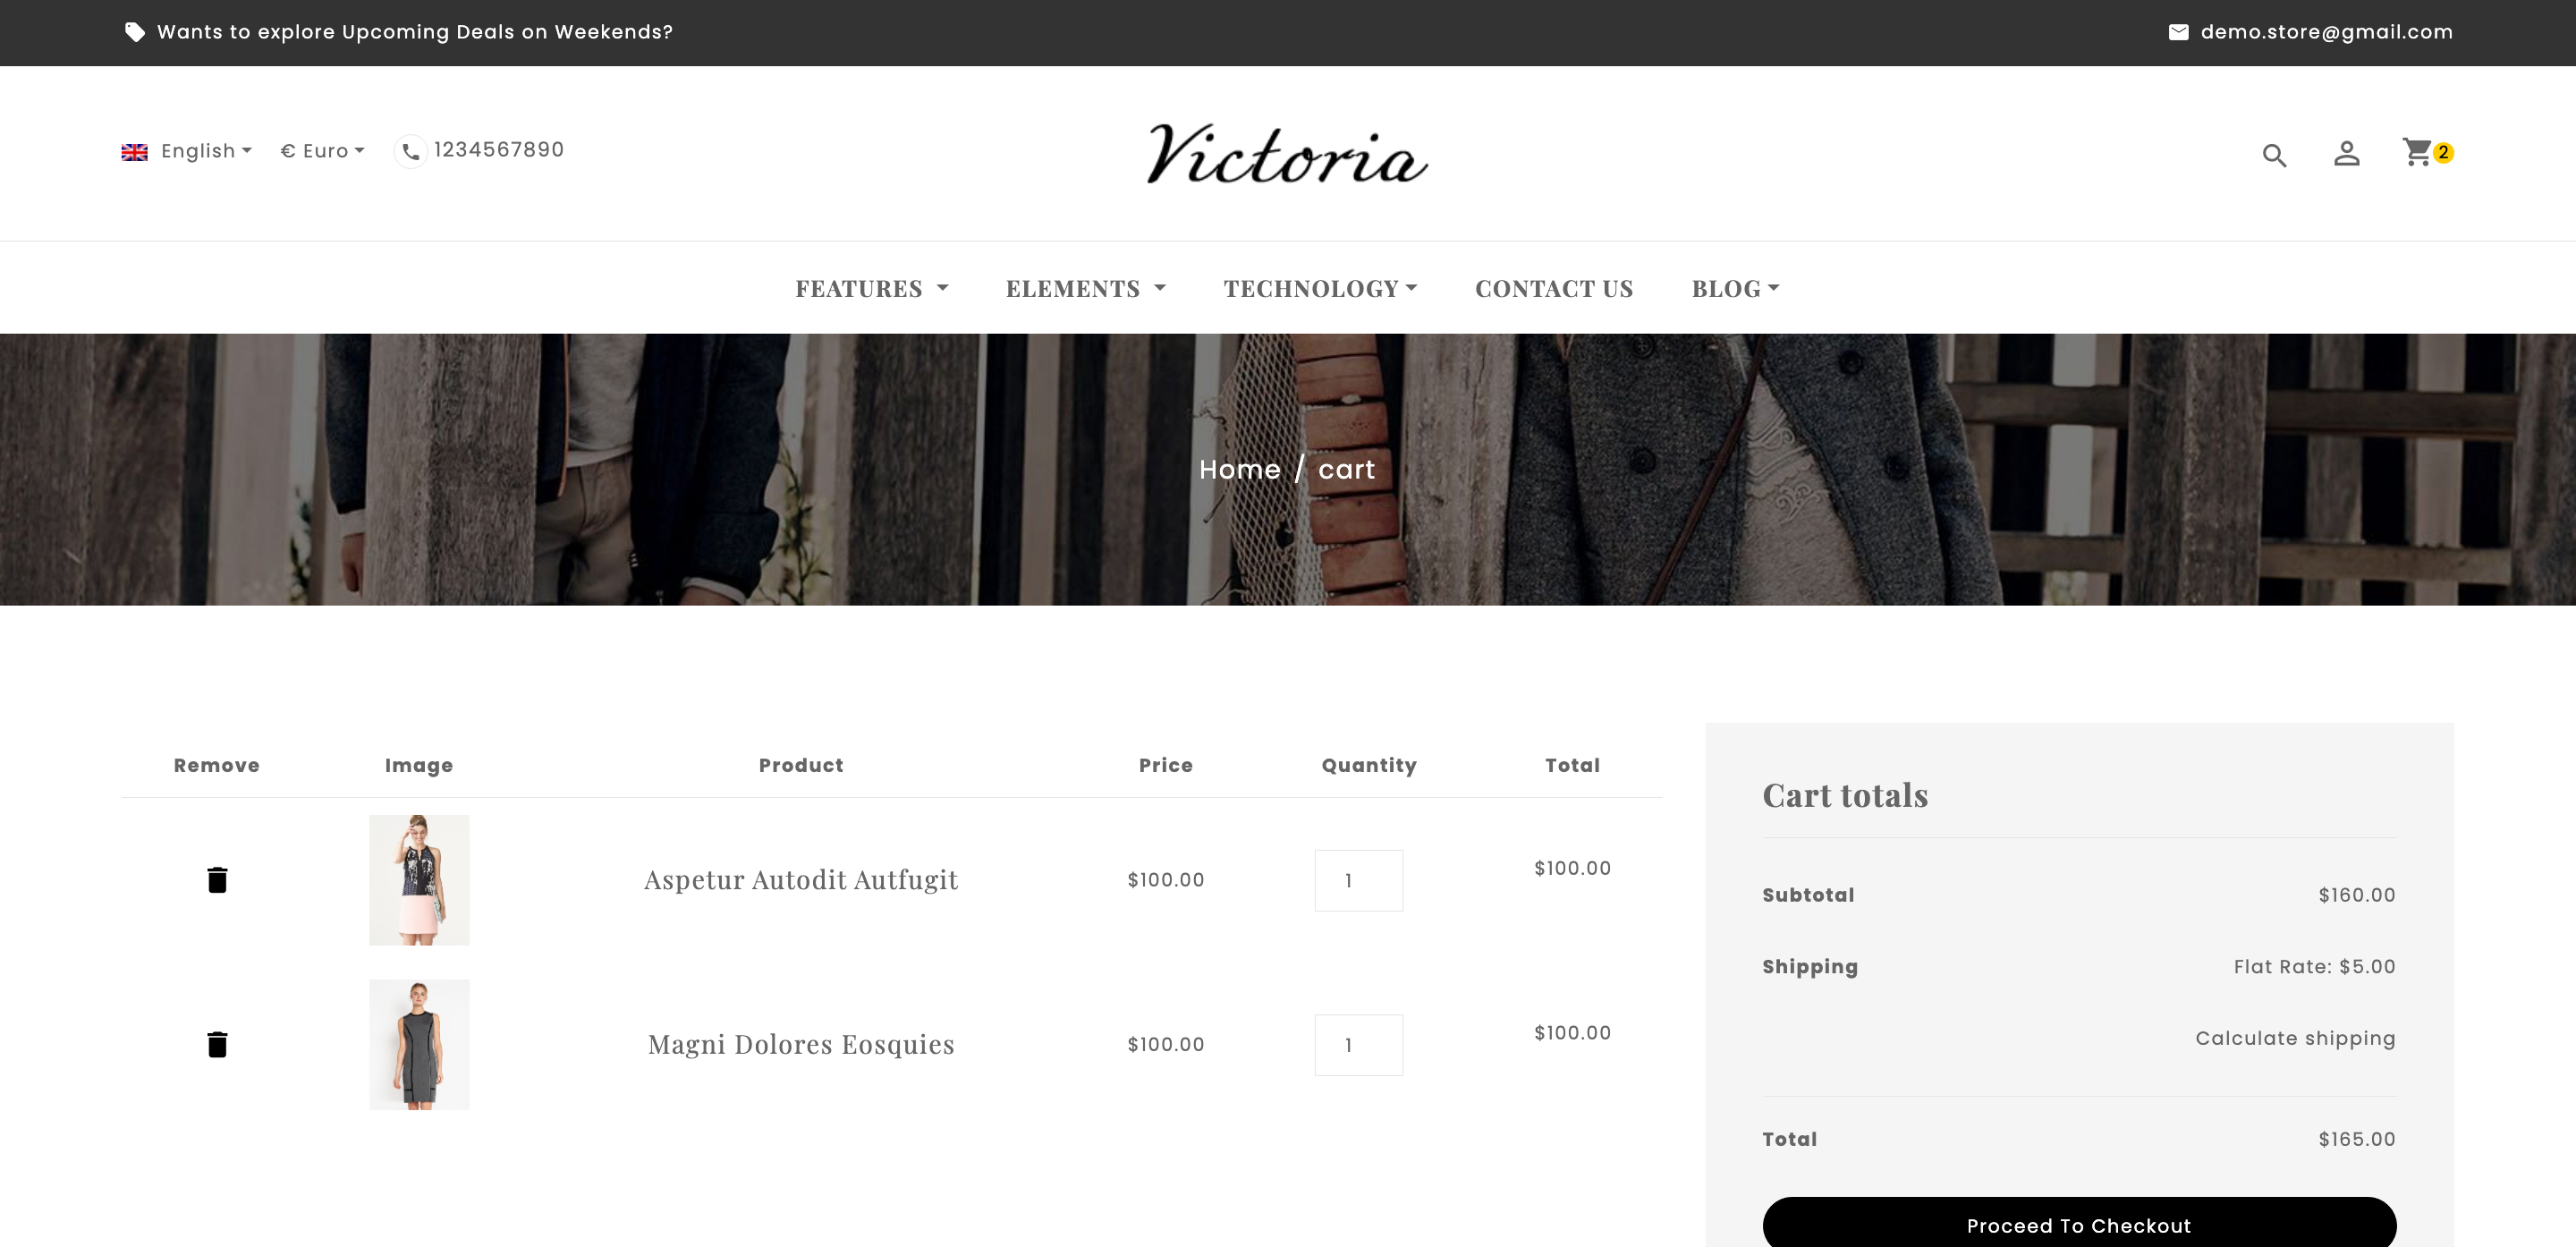 Wants to explore Upcoming Deals on Weekends? demo.store@gmail.com
English € Euro 1234567890 Victoria 2
FEATURES ELEMENTS TECHNOLOGY CONTACT US BLOG
Home / cart
Remove Image Product Price Quantity Total
Aspetur Autodit Autfugit $100.00 1 $100.00
Magni Dolores Eosquies $100.00 1 $100.00
Cart totals
Subtotal $160.00
Shipping Flat Rate: $5.00
Calculate shipping
Total $165.00
Proceed To Checkout